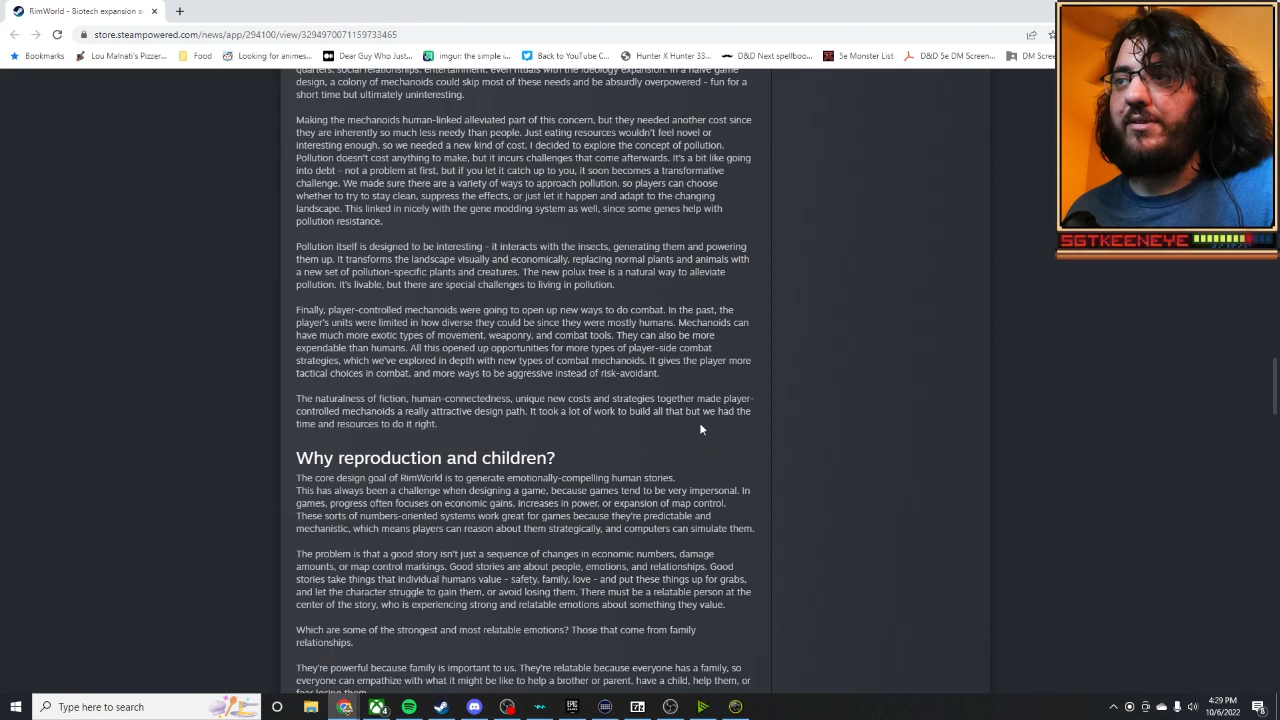 RimWorld - Biotech expansion a
store.steampowered.com/news/app/294100/view/3294970071159733465
Bookmarks
Lou Malnati's Pizzer...
Food
Looking for animes...
Dear Guy Who Just...
imgur: the simple i...
Back to YouTube C...
Hunter X Hunter 33...
D&D Next spellboo...
5e Monster List
D&D 5e DM Screen...
DM Scree
quarters, social relationships, entertainment, even rituals with the Ideology expansion. In a naive game
design, a colony of mechanoids could skip most of these needs and be absurdly overpowered - fun for a
short time but ultimately uninteresting.
Making the mechanoids human-linked alleviated part of this concern, but they needed another cost since
they are inherently so much less needy than people. Just eating resources wouldn't feel novel or
interesting enough, so we needed a new kind of cost. I decided to explore the concept of pollution.
Pollution doesn't cost anything to make, but it incurs challenges that come afterwards. It's a bit like going
into debt - not a problem at first, but if you let it catch up to you, it soon becomes a transformative
challenge. We made sure there are a variety of ways to approach pollution, so players can choose
whether to try to stay clean, suppress the effects, or just let it happen and adapt to the changing
landscape. This linked in nicely with the gene modding system as well, since some genes help with
pollution resistance.
Pollution itself is designed to be interesting - it interacts with the insects, generating them and powering
them up. It transforms the landscape visually and economically, replacing normal plants and animals with
a new set of pollution-specific plants and creatures. The new polux tree is a natural way to alleviate
pollution. It's livable, but there are special challenges to living in pollution.
Finally, player-controlled mechanoids were going to open up new ways to do combat. In the past, the
player's units were limited in how diverse they could be since they were mostly humans. Mechanoids can
have much more exotic types of movement, weaponry, and combat tools. They can also be more
expendable than humans. All this opened up opportunities for more types of player-side combat
strategies, which we've explored in depth with new types of combat mechanoids. It gives the player more
tactical choices in combat, and more ways to be aggressive instead of risk-avoidant.
The naturalness of fiction, human-connectedness, unique new costs and strategies together made player-
controlled mechanoids a really attractive design path. It took a lot of work to build all that but we had the
time and resources to do it right.
Why reproduction and children?
The core design goal of RimWorld is to generate emotionally-compelling human stories.
This has always been a challenge when designing a game, because games tend to be very impersonal. In
games, progress often focuses on economic gains, increases in power, or expansion of map control.
These sorts of numbers-oriented systems work great for games because they're predictable and
mechanistic, which means players can reason about them strategically, and computers can simulate them.
The problem is that a good story isn't just a sequence of changes in economic numbers, damage
amounts, or map control markings. Good stories are about people, emotions, and relationships. Good
stories take things that individual humans value - safety, family, love - and put these things up for grabs,
and let the character struggle to gain them, or avoid losing them. There must be a relatable person at the
center of the story, who is experiencing strong and relatable emotions about something they value.
Which are some of the strongest and most relatable emotions? Those that come from family
relationships.
They're powerful because family is important to us. They're relatable because everyone has a family, so
everyone can empathize with what it might be like to help a brother or parent, have a child, help them, or
fear losing them.
SGTKEENEYE
Type here to search
4:29 PM
10/6/2022